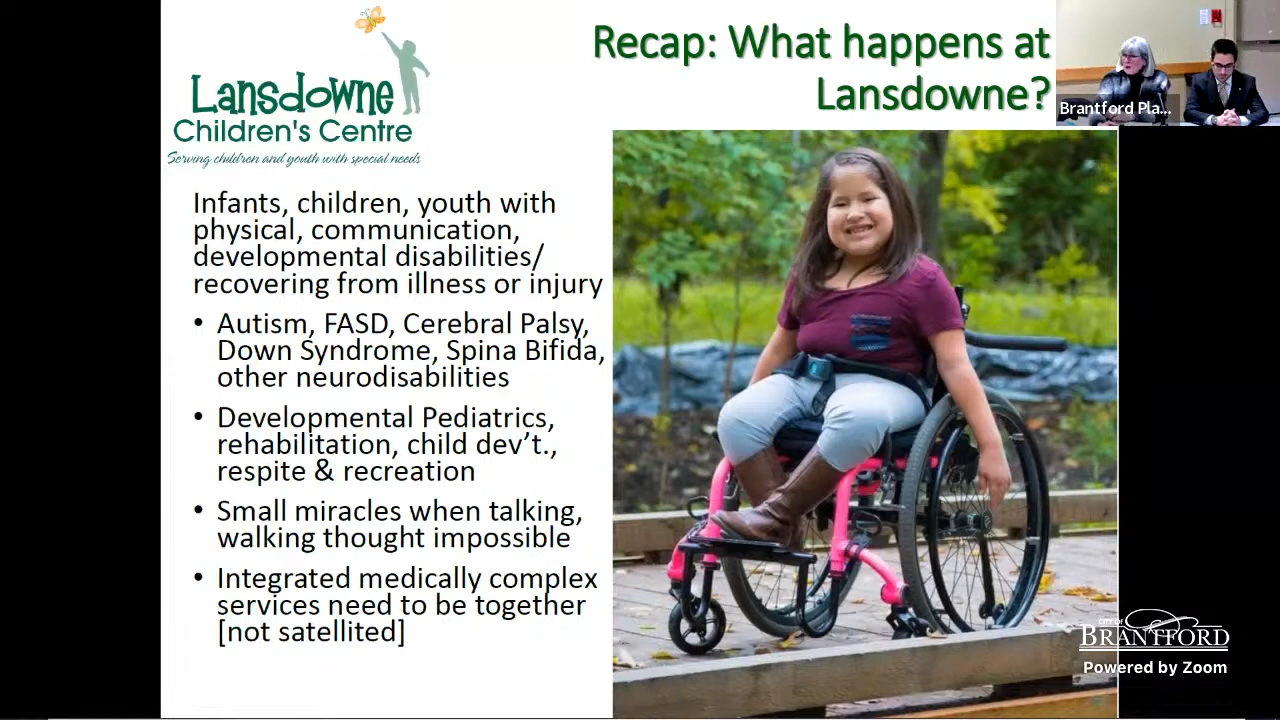 Lansdowne
Children's Centre
Serving children and youth with special needs
Recap: What happens at
Lansdowne?
Brantford Pla...
Infants, children, youth with
physical, communication,
developmental disabilities/
recovering from illness or injury
• Autism, FASD, Cerebral Palsy,
Down Syndrome, Spina Bifida,
other neurodisabilities
• Developmental Pediatrics,
rehabilitation, child dev’t.,
respite & recreation
• Small miracles when talking,
walking thought impossible
• Integrated medically complex
services need to be together
[not satellited]
CITY OF
BRANTFORD
Powered by Zoom